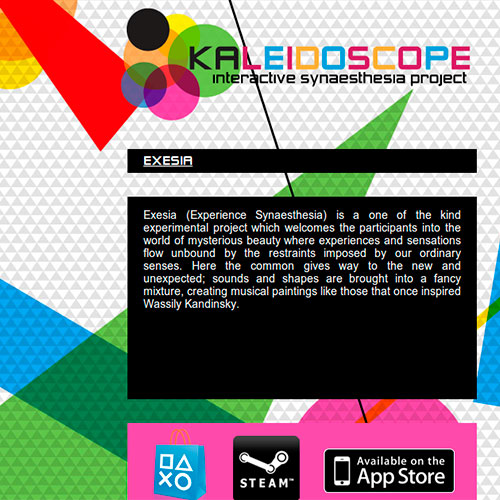 KALEIDOSCOPE
interactive synaesthesia project
EXESIA
Exesia (Experience Synaesthesia) is a one of the kind
experimental project which welcomes the participants into the
world of mysterious beauty where experiences and sensations
flow unbound by the restraints imposed by our ordinary
senses. Here the common gives way to the new and
unexpected; sounds and shapes are brought into a fancy
mixture, creating musical paintings like those that once inspired
Wassily Kandinsky.
STEAM™
Available on the
App Store